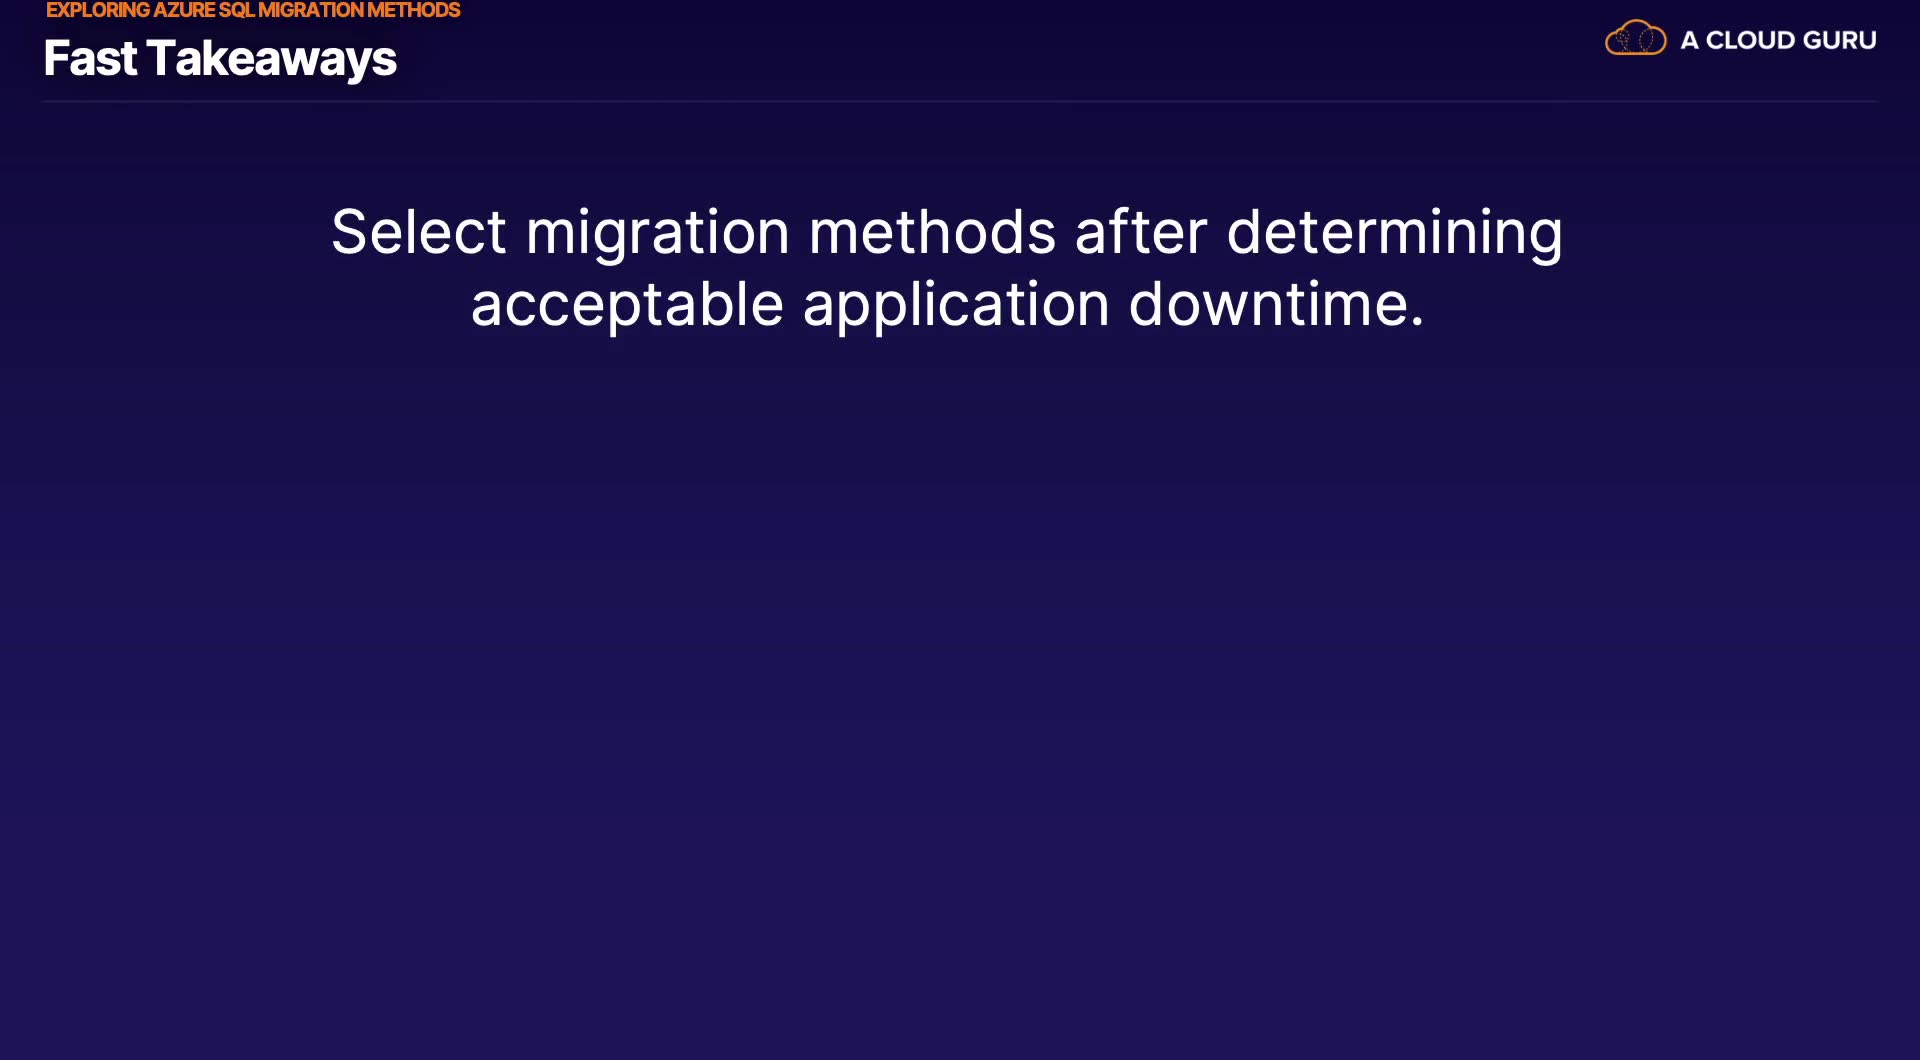 EXPLORING AZURE SQL MIGRATION METHODS
Fast Takeaways
A CLOUD GURU
Select migration methods after determining
acceptable application downtime.